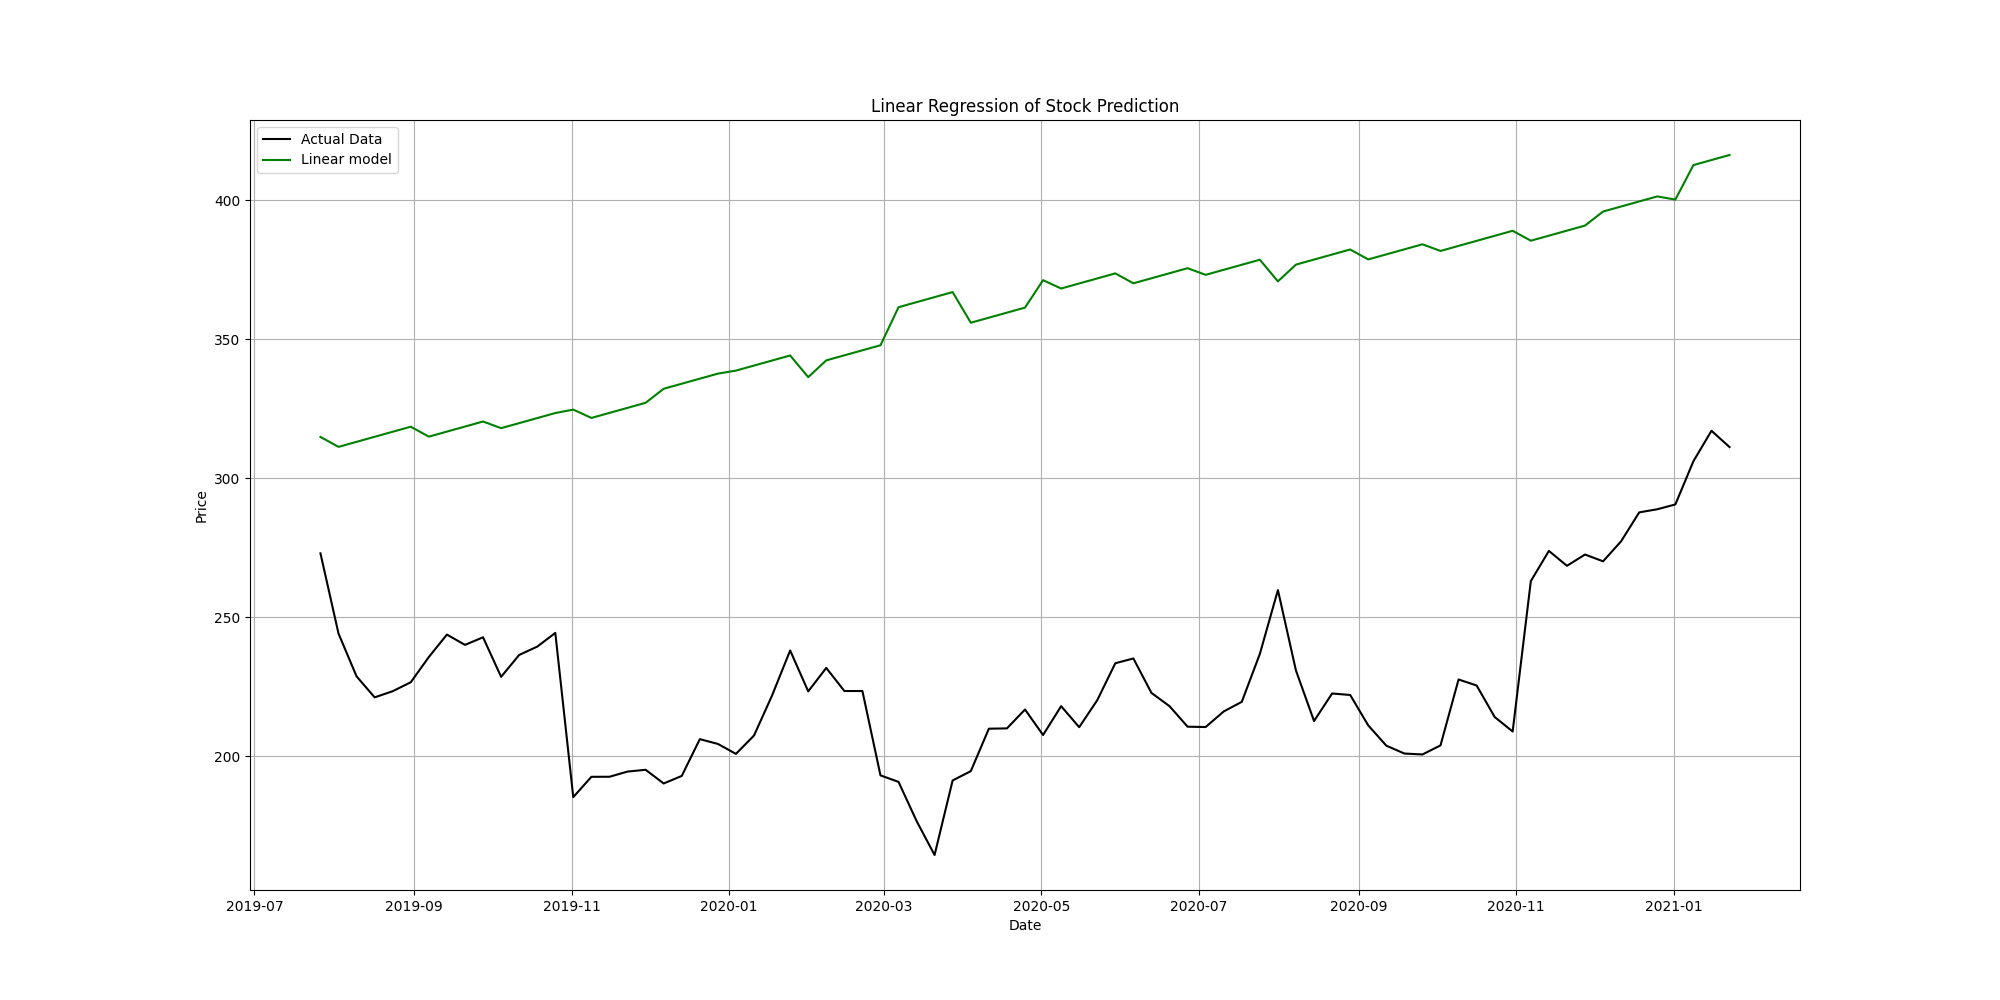 Linear Regression of Stock Prediction
Actual Data
Linear model
400
350
300
250
200
Price
2019-07 2019-09 2019-11 2020-01 2020-03 2020-05 2020-07 2020-09 2020-11 2021-01
Date